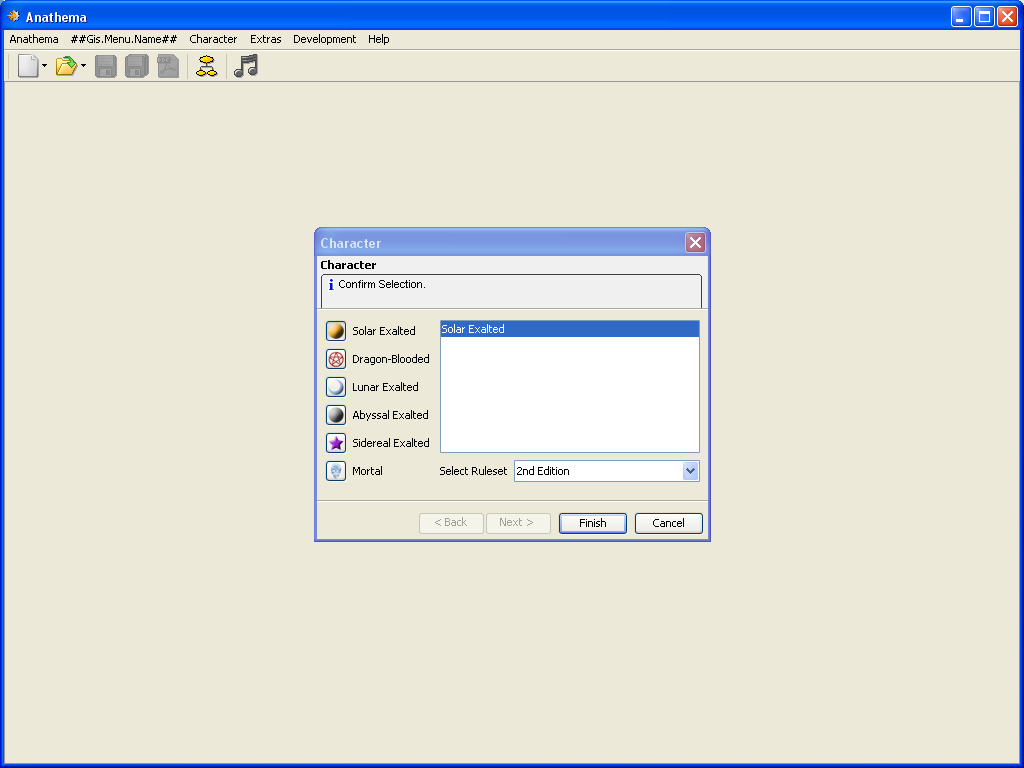 Anathema
Anathema ##Gis.Menu.Name## Character Extras Development Help
Character
Character
i Confirm Selection.
Solar Exalted
Dragon-Blooded
Lunar Exalted
Abyssal Exalted
Sidereal Exalted
Mortal
Solar Exalted
Select Ruleset 2nd Edition
< Back Next > Finish Cancel